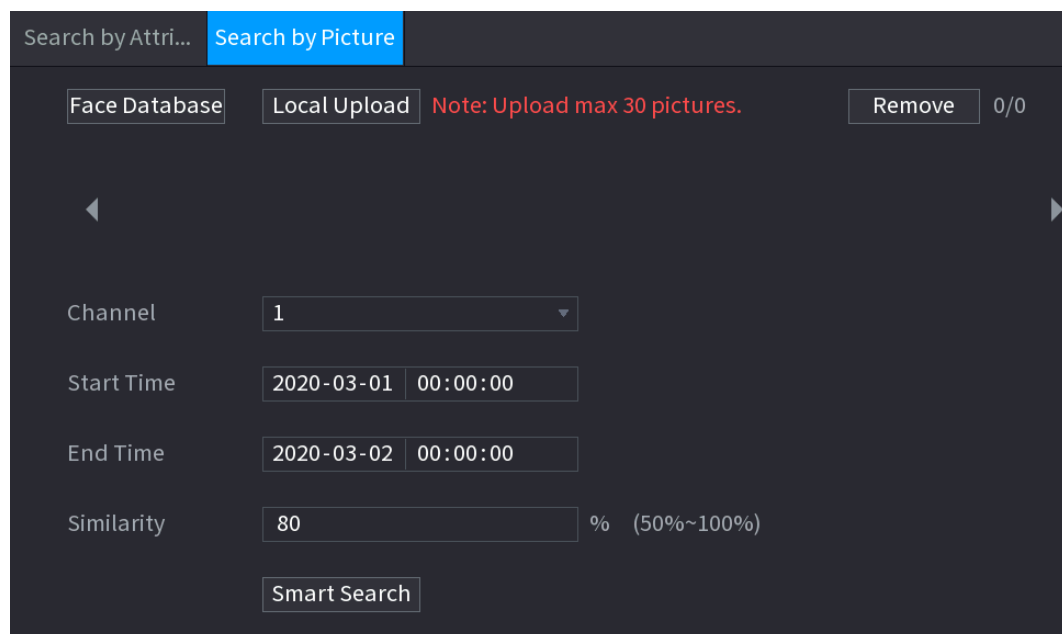 Search by Attri... Search by Picture
Face Database Local Upload Note: Upload max 30 pictures. Remove 0/0
Channel 1
Start Time 2020-03-01 00:00:00
End Time 2020-03-02 00:00:00
Similarity 80 % (50%~100%)
Smart Search